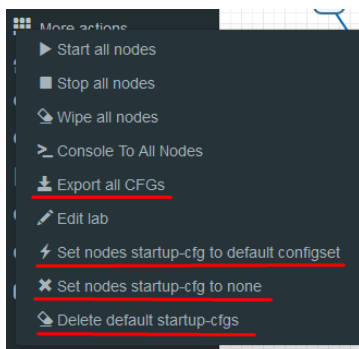 More actions
Start all nodes
Stop all nodes
Wipe all nodes
Console To All Nodes
Export all CFGs
Edit lab
Set nodes startup-cfg to default configset
Set nodes startup-cfg to none
Delete default startup-cfgs